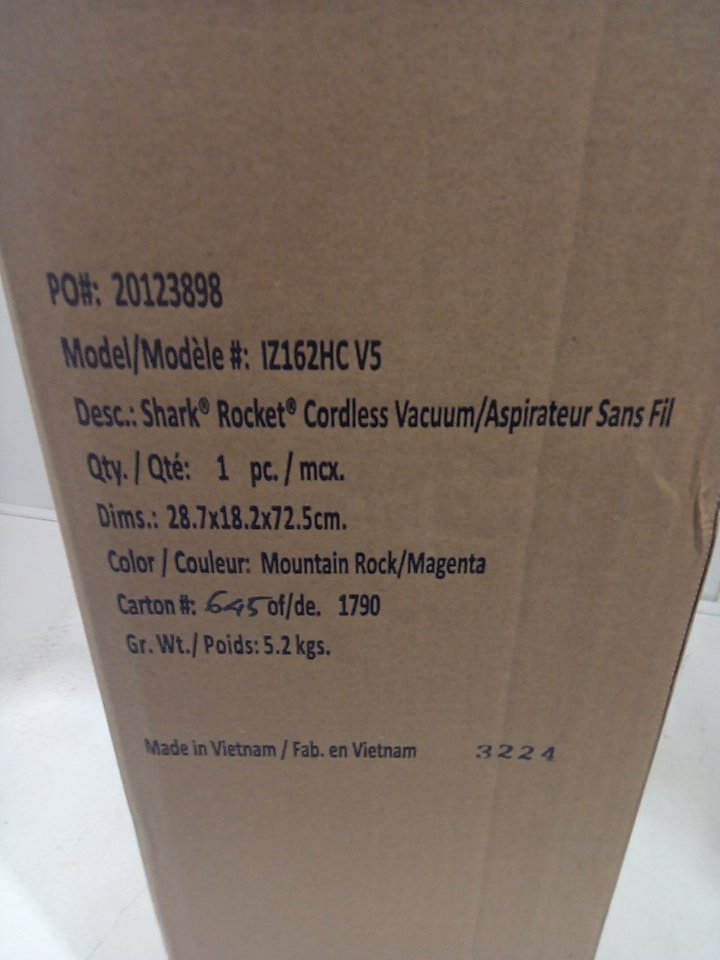 PO#: 20123898
Model/Modèle #: IZ162HC V5
Desc.: Shark® Rocket® Cordless Vacuum/Aspirateur Sans Fil
Qty. / Qté: 1 pc. / mcx.
Dims.: 28.7x18.2x72.5cm.
Color / Couleur: Mountain Rock/Magenta
Carton #: 645 of/de. 1790
Gr. Wt./ Poids: 5.2 kgs.
Made in Vietnam / Fab. en Vietnam 3224